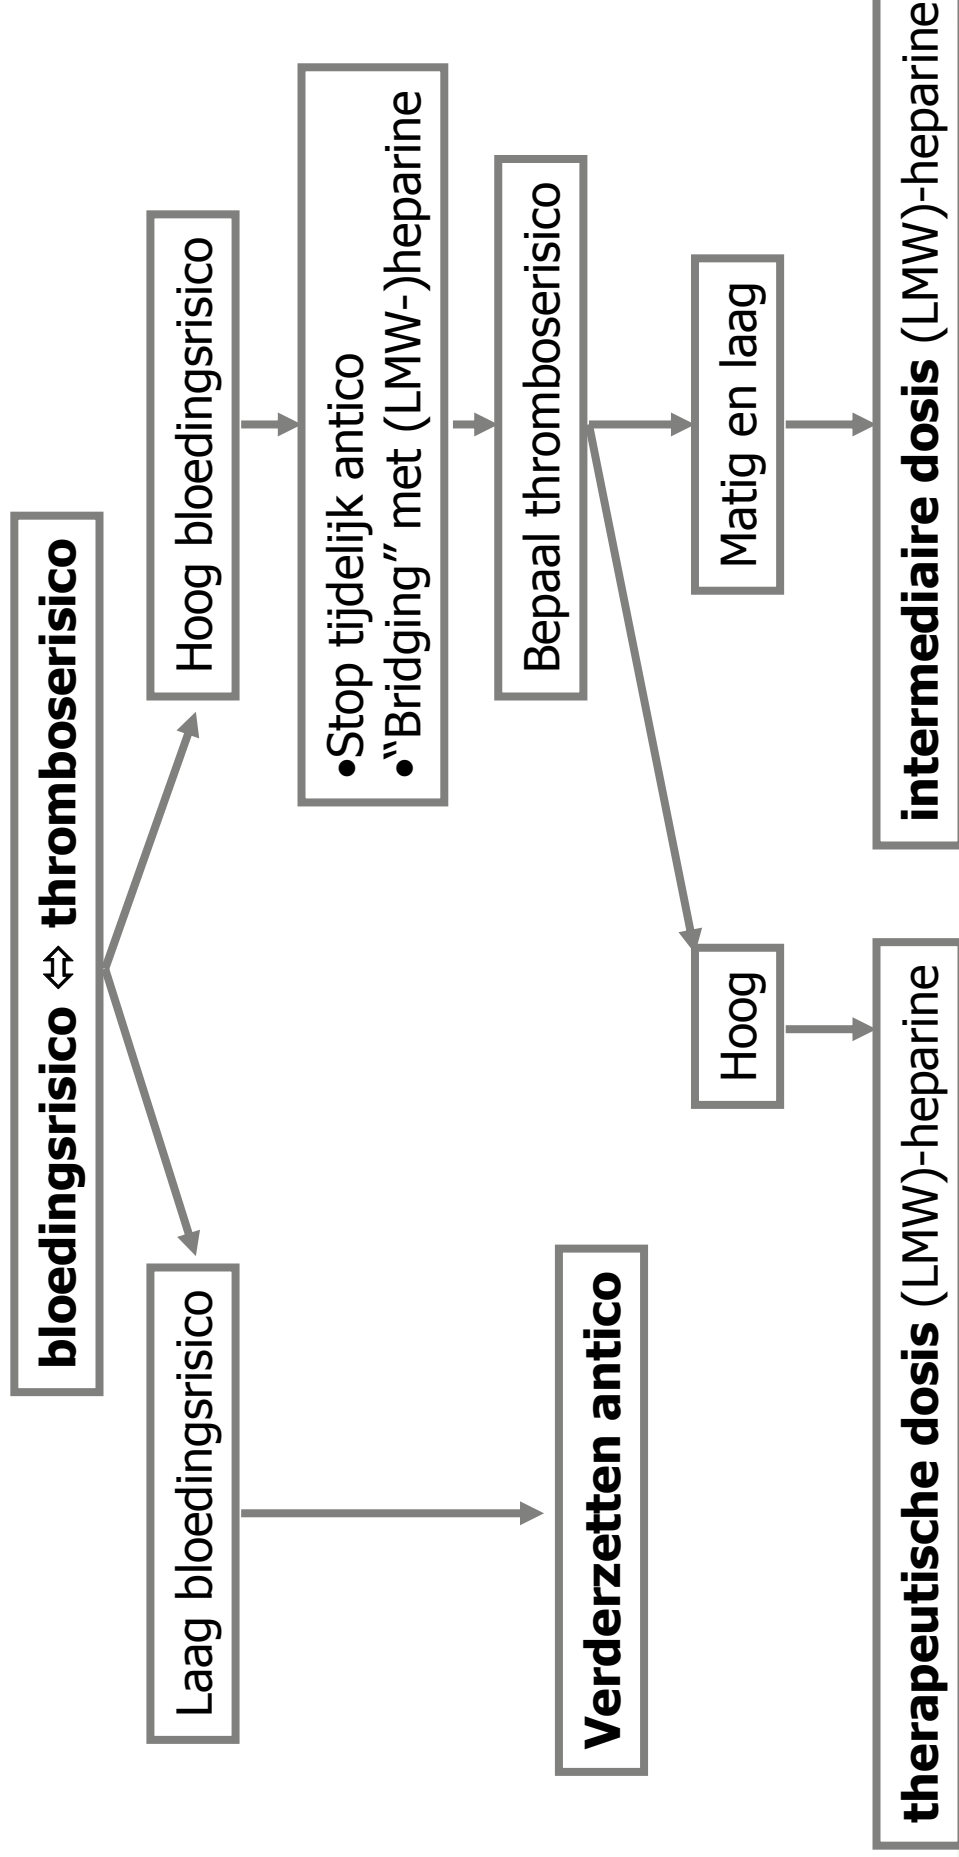 bloedingsrisico ⇔ thromboserisico
Laag bloedingsrisico
Hoog bloedingsrisico
•Stop tijdelijk antico
•“Bridging” met (LMW-)heparine
Bepaal thromboserisico
Verderzetten antico
Hoog
Matig en laag
therapeutische dosis (LMW)-heparine
intermediaire dosis (LMW)-heparine